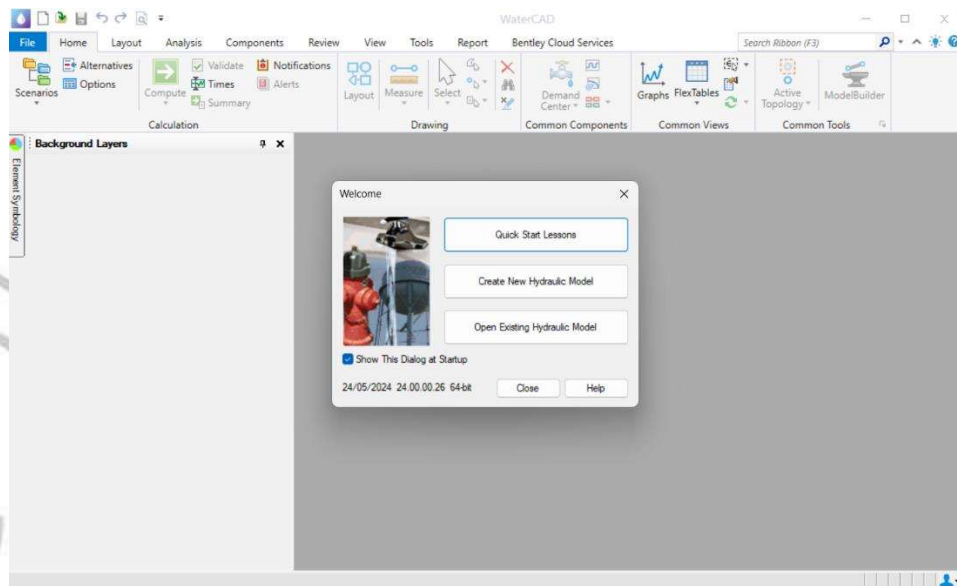 WaterCAD
File Home Layout Analysis Components Review View Tools Report Bentley Cloud Services Search Ribbon (F3)
Scenarios
Alternatives
Options
Compute
Validate
Times
Summary
Notifications
Alerts
Calculation
Layout
Measure
Select
Drawing
Demand
Center
Common Components
Graphs
FlexTables
Common Views
Active
Topology
ModelBuilder
Common Tools
Background Layers
Element Symbology
Welcome
Quick Start Lessons
Create New Hydraulic Model
Open Existing Hydraulic Model
Show This Dialog at Startup
24/05/2024 24.00.00.26 64-bit
Close
Help